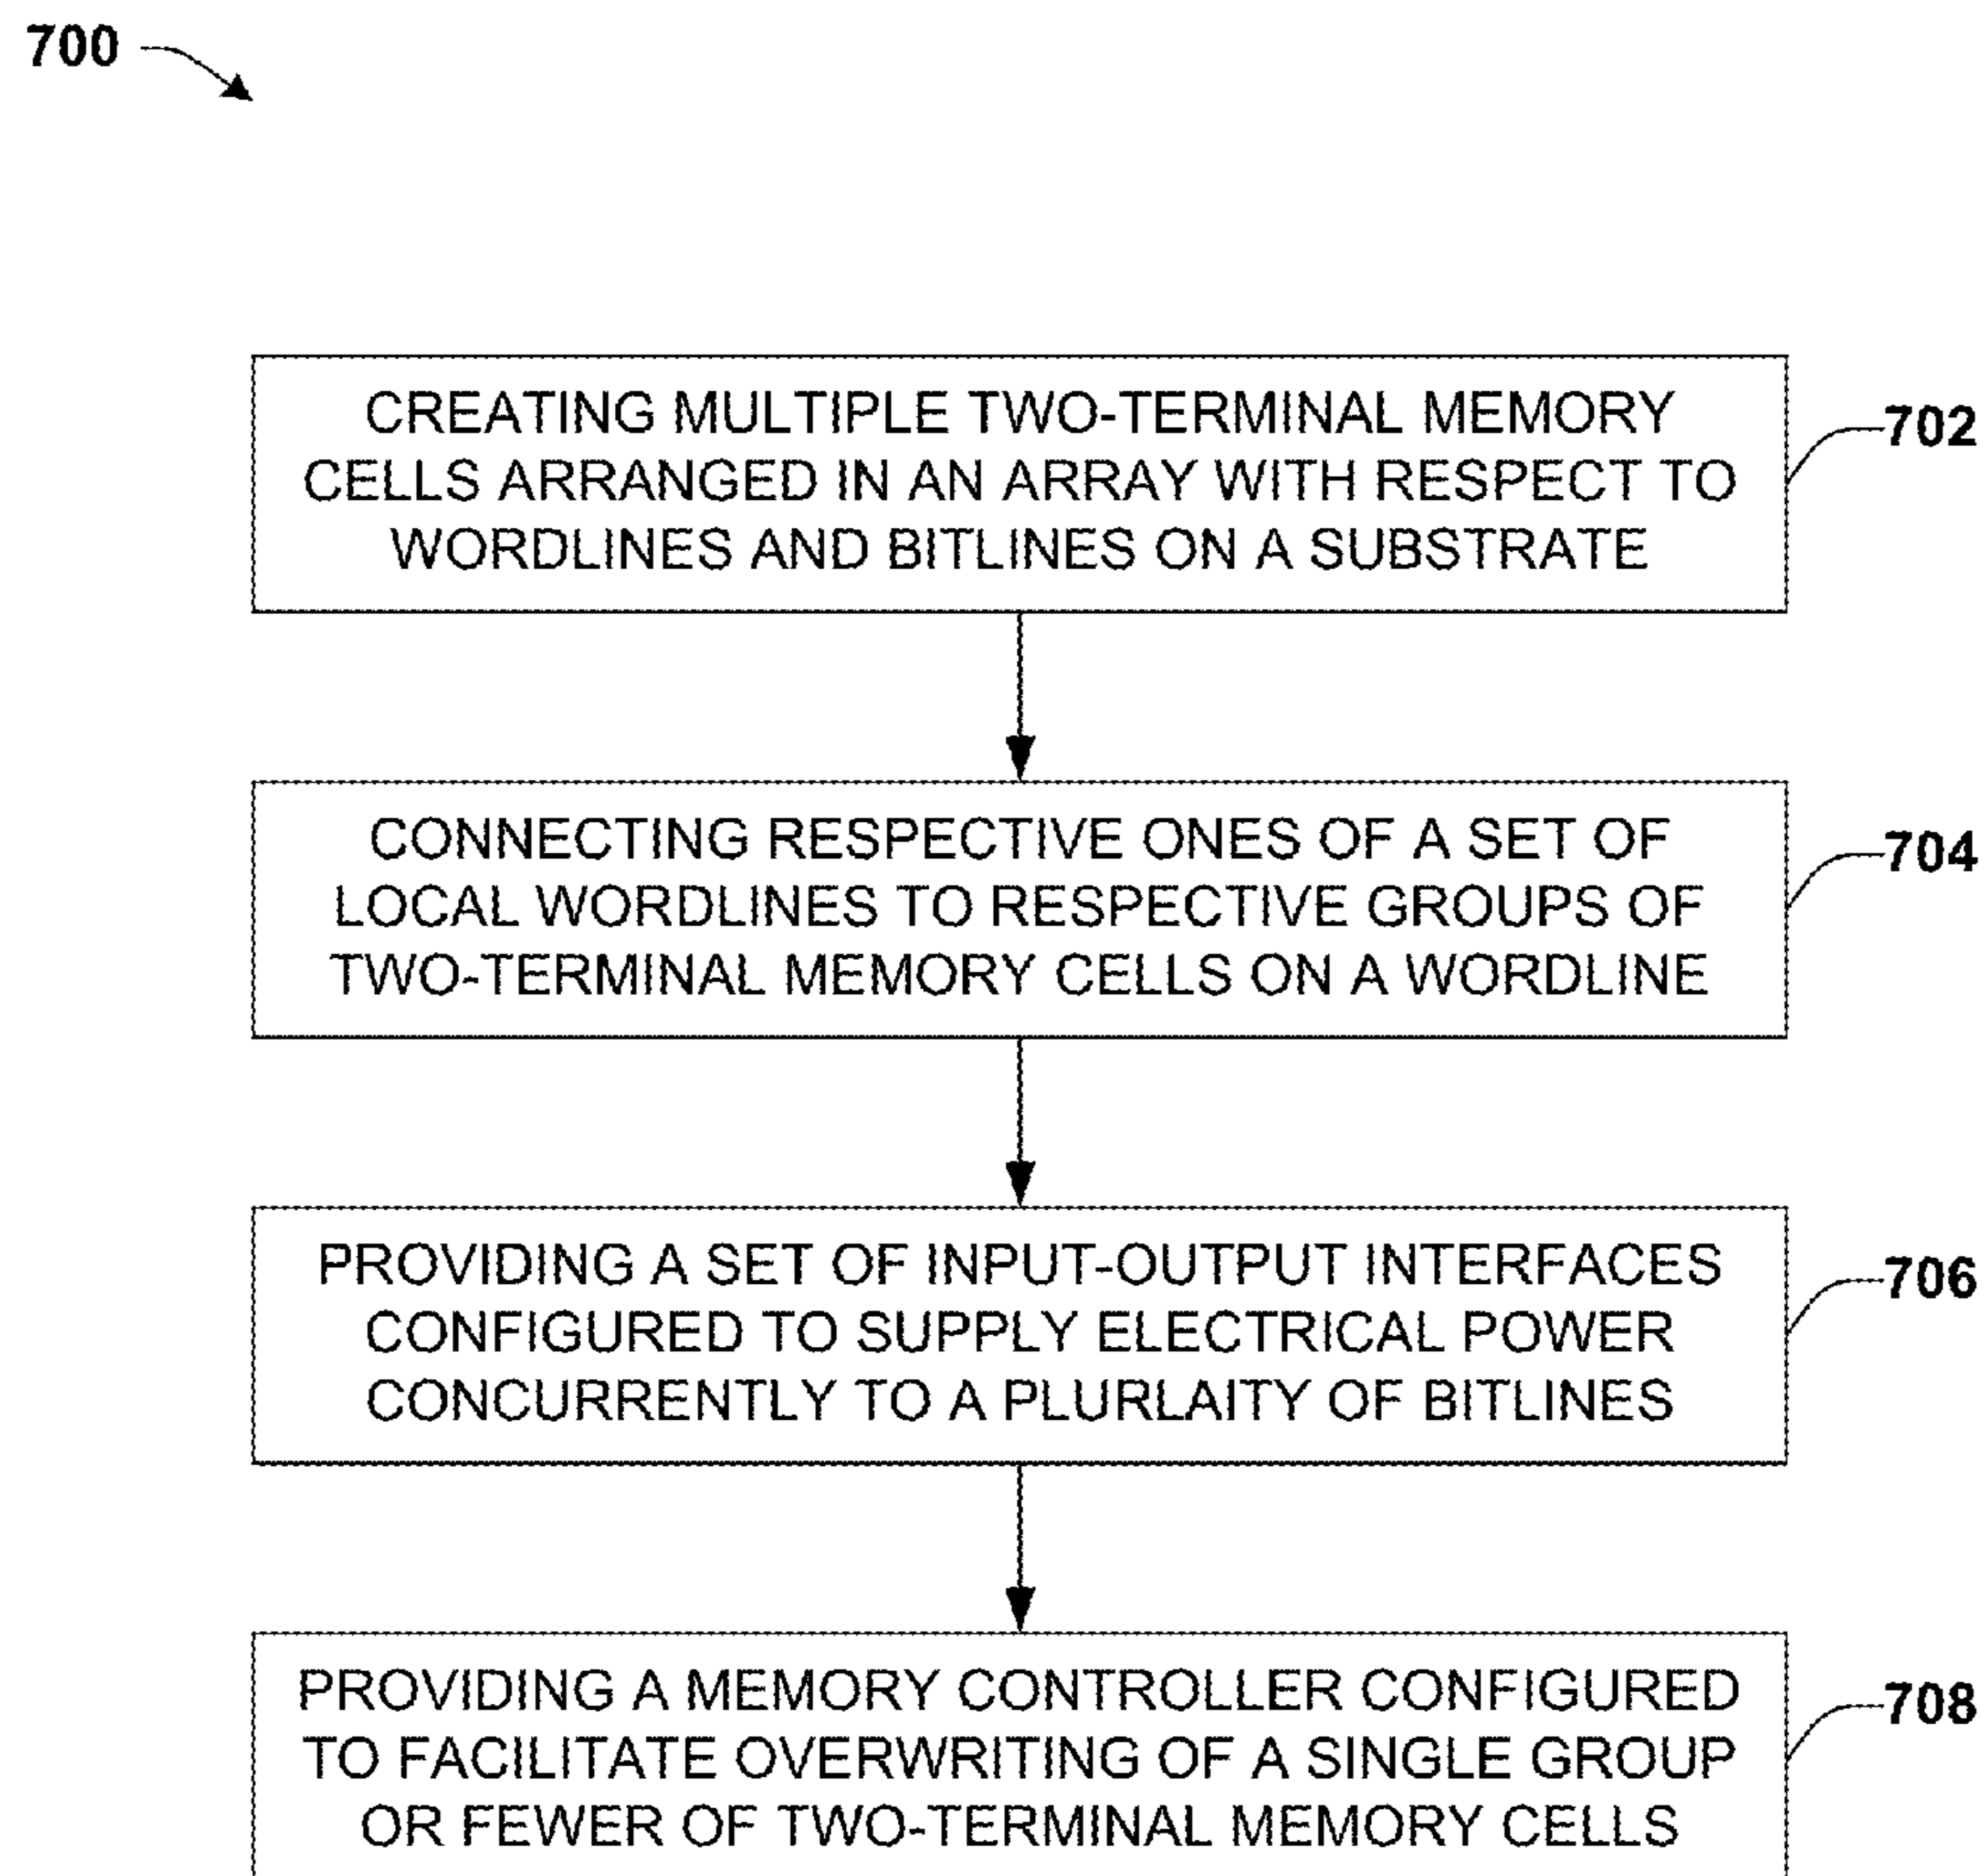 700
CREATING MULTIPLE TWO-TERMINAL MEMORY
CELLS ARRANGED IN AN ARRAY WITH RESPECT TO
WORDLINES AND BITLINES ON A SUBSTRATE
702
CONNECTING RESPECTIVE ONES OF A SET OF
LOCAL WORDLINES TO RESPECTIVE GROUPS OF
TWO-TERMINAL MEMORY CELLS ON A WORDLINE
704
PROVIDING A SET OF INPUT-OUTPUT INTERFACES
CONFIGURED TO SUPPLY ELECTRICAL POWER
CONCURRENTLY TO A PLURLAITY OF BITLINES
706
PROVIDING A MEMORY CONTROLLER CONFIGURED
TO FACILITATE OVERWRITING OF A SINGLE GROUP
OR FEWER OF TWO-TERMINAL MEMORY CELLS
708